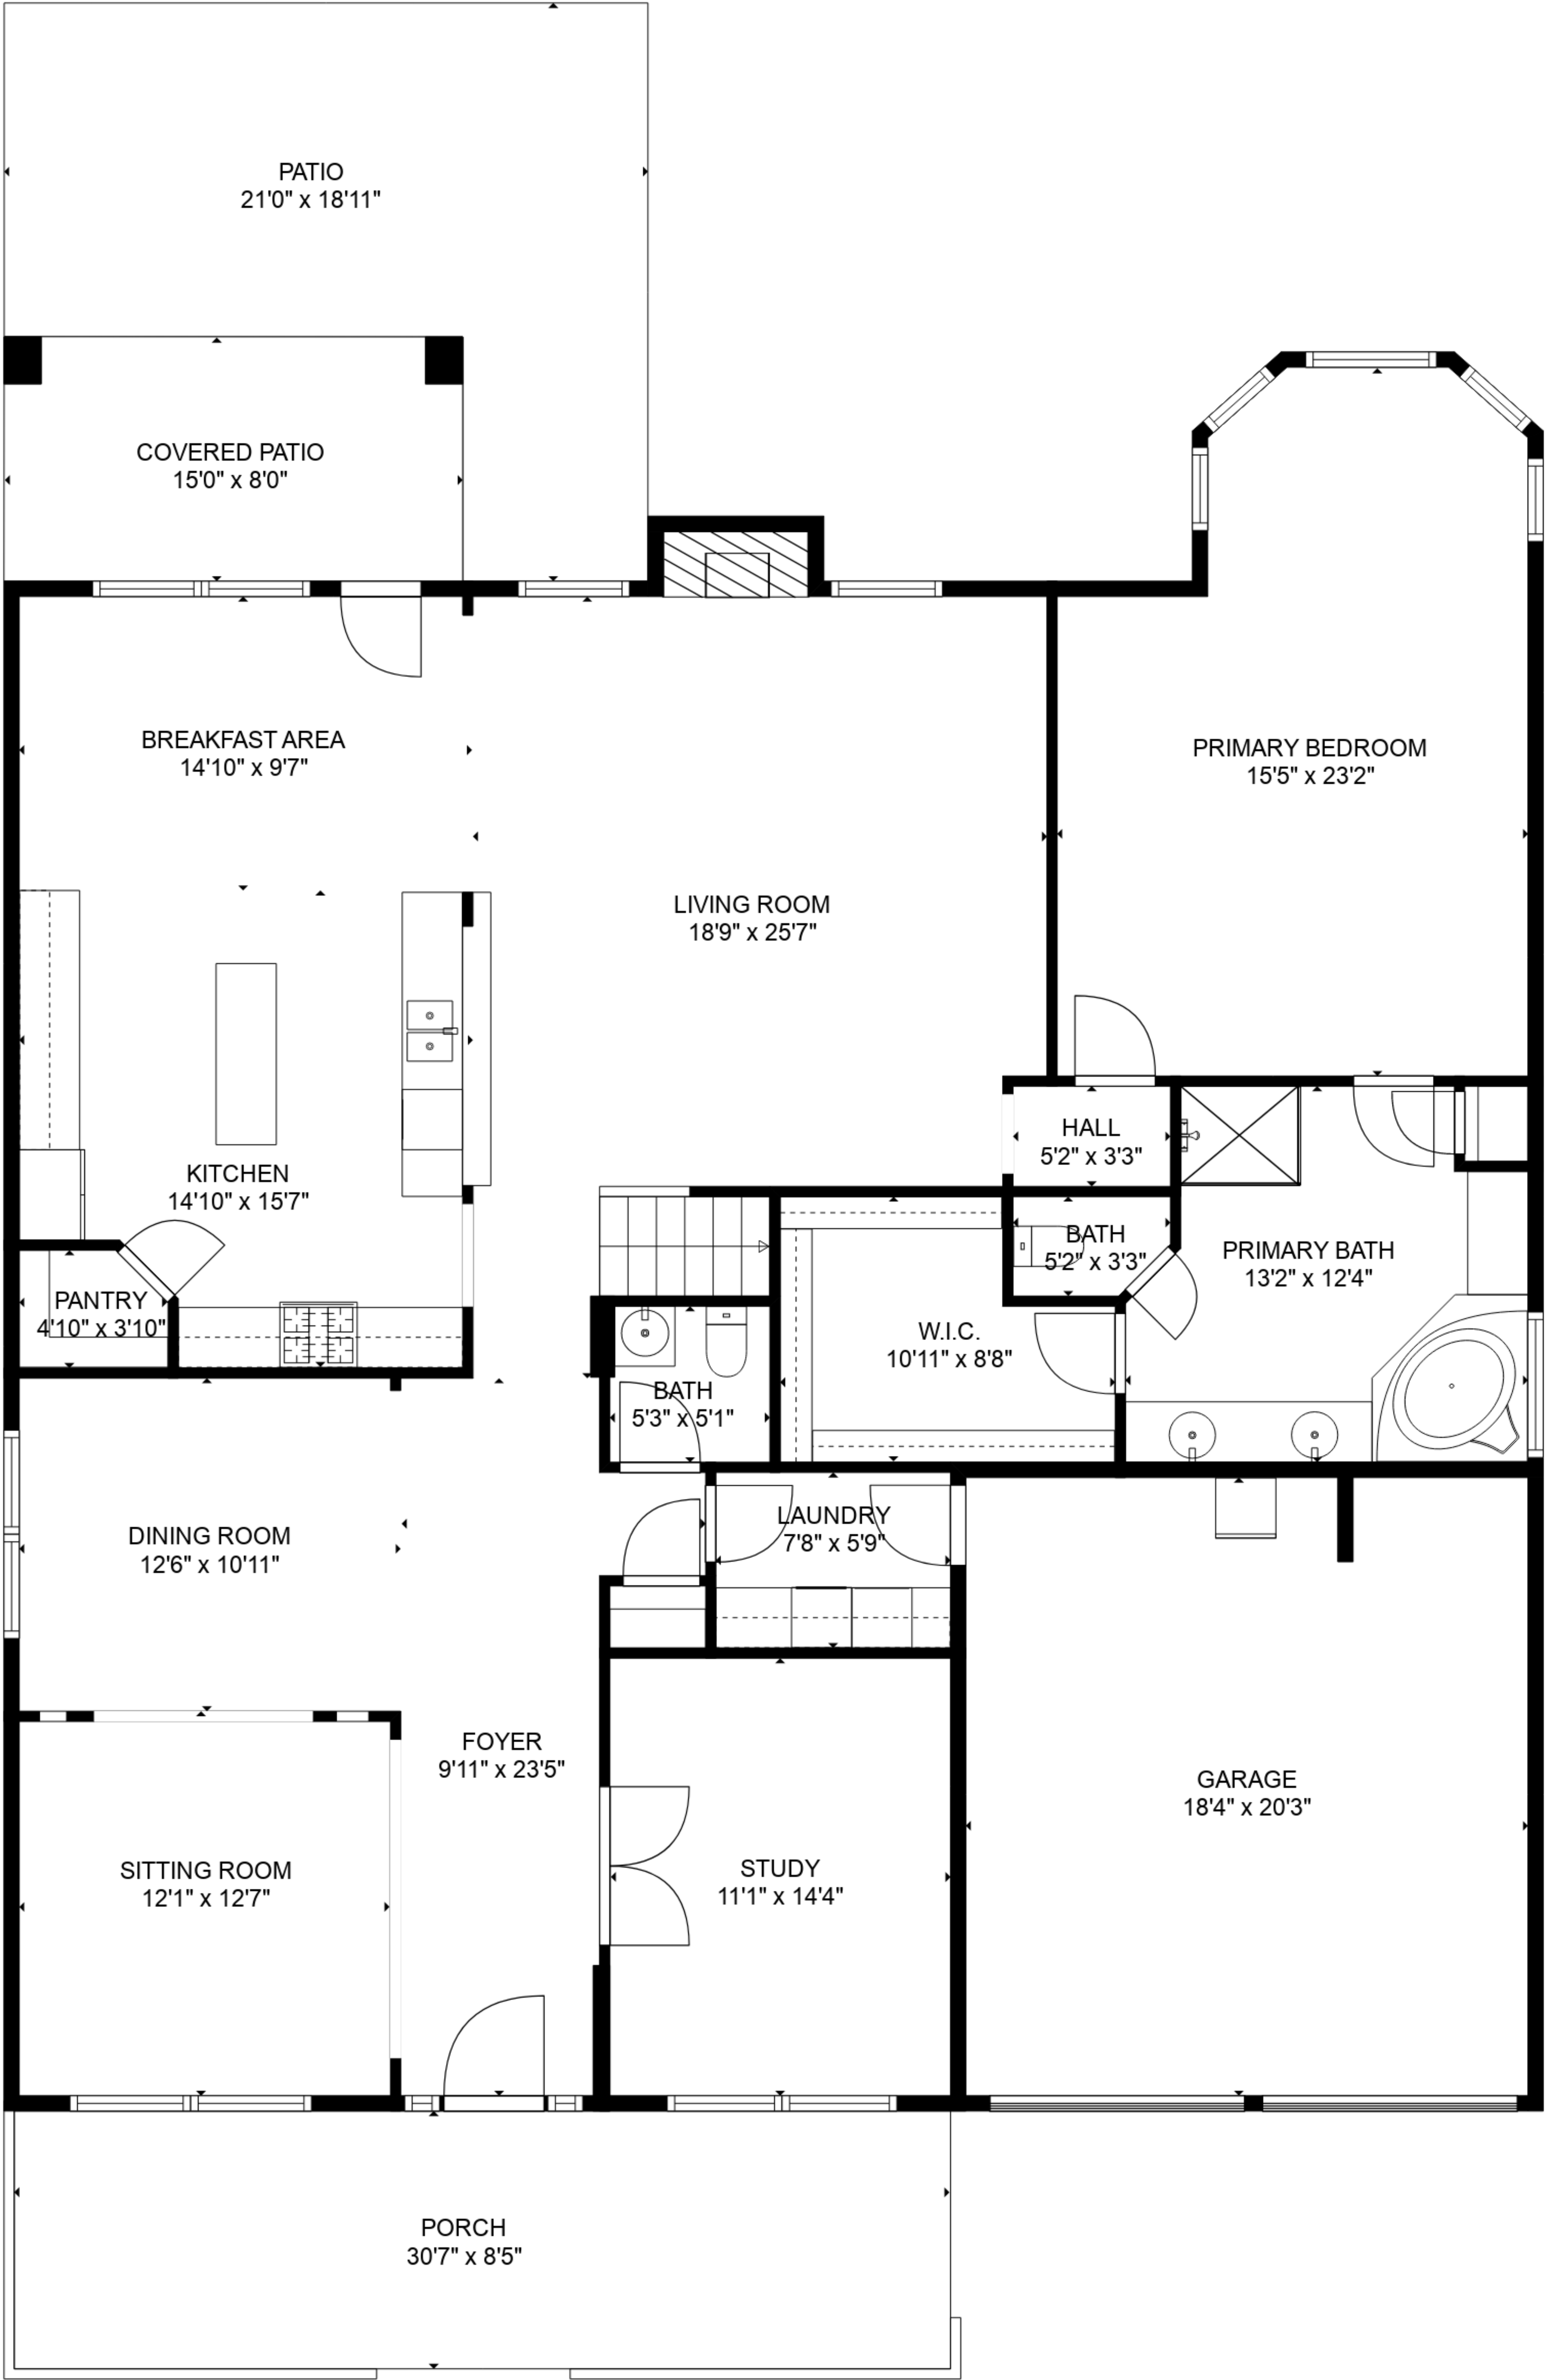 PATIO
21'0" x 18'11"
COVERED PATIO
15'0" x 8'0"
BREAKFAST AREA
14'10" x 9'7"
PRIMARY BEDROOM
15'5" x 23'2"
LIVING ROOM
18'9" x 25'7"
HALL
5'2" x 3'3"
KITCHEN
14'10" x 15'7"
BATH
5'2" x 3'3"
PRIMARY BATH
13'2" x 12'4"
PANTRY
4'10" x 3'10"
W.I.C.
10'11" x 8'8"
BATH
5'3" x 5'1"
LAUNDRY
7'8" x 5'9"
DINING ROOM
12'6" x 10'11"
FOYER
9'11" x 23'5"
GARAGE
18'4" x 20'3"
SITTING ROOM
12'1" x 12'7"
STUDY
11'1" x 14'4"
PORCH
30'7" x 8'5"